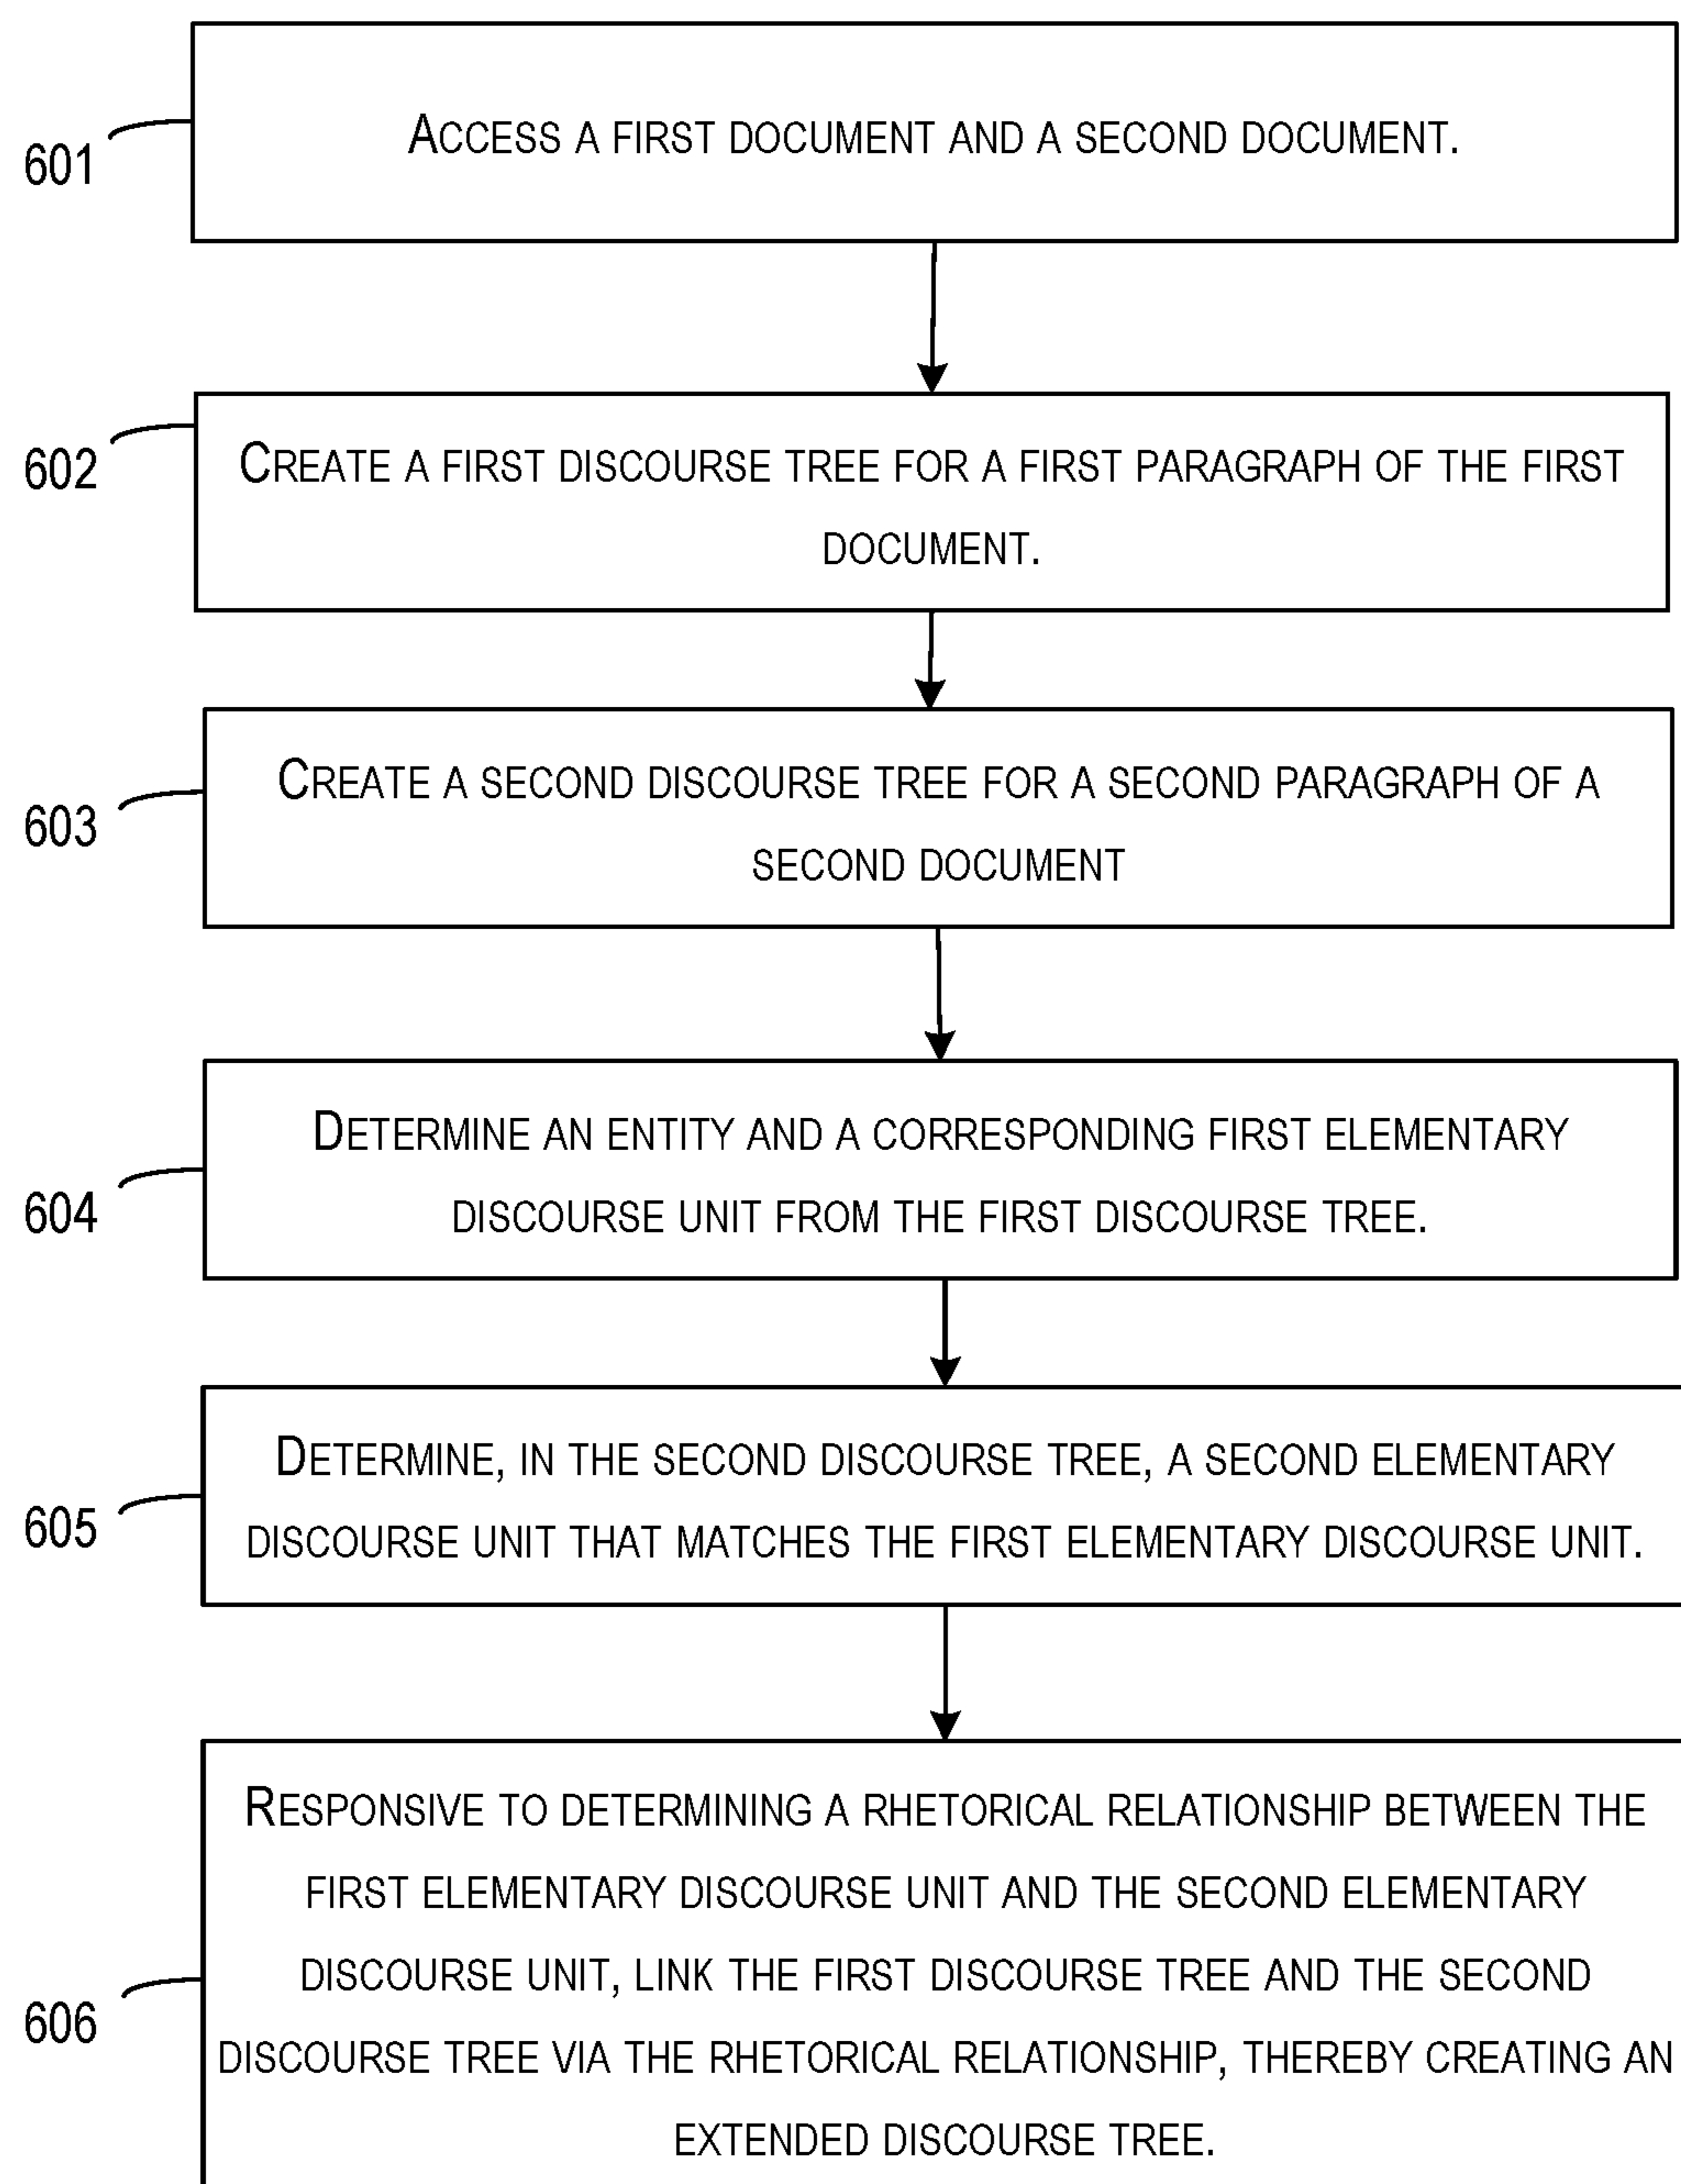 601
ACCESS A FIRST DOCUMENT AND A SECOND DOCUMENT.
602
CREATE A FIRST DISCOURSE TREE FOR A FIRST PARAGRAPH OF THE FIRST
DOCUMENT.
603
CREATE A SECOND DISCOURSE TREE FOR A SECOND PARAGRAPH OF A
SECOND DOCUMENT
604
DETERMINE AN ENTITY AND A CORRESPONDING FIRST ELEMENTARY
DISCOURSE UNIT FROM THE FIRST DISCOURSE TREE.
605
DETERMINE, IN THE SECOND DISCOURSE TREE, A SECOND ELEMENTARY
DISCOURSE UNIT THAT MATCHES THE FIRST ELEMENTARY DISCOURSE UNIT.
606
RESPONSIVE TO DETERMINING A RHETORICAL RELATIONSHIP BETWEEN THE
FIRST ELEMENTARY DISCOURSE UNIT AND THE SECOND ELEMENTARY
DISCOURSE UNIT, LINK THE FIRST DISCOURSE TREE AND THE SECOND
DISCOURSE TREE VIA THE RHETORICAL RELATIONSHIP, THEREBY CREATING AN
EXTENDED DISCOURSE TREE.